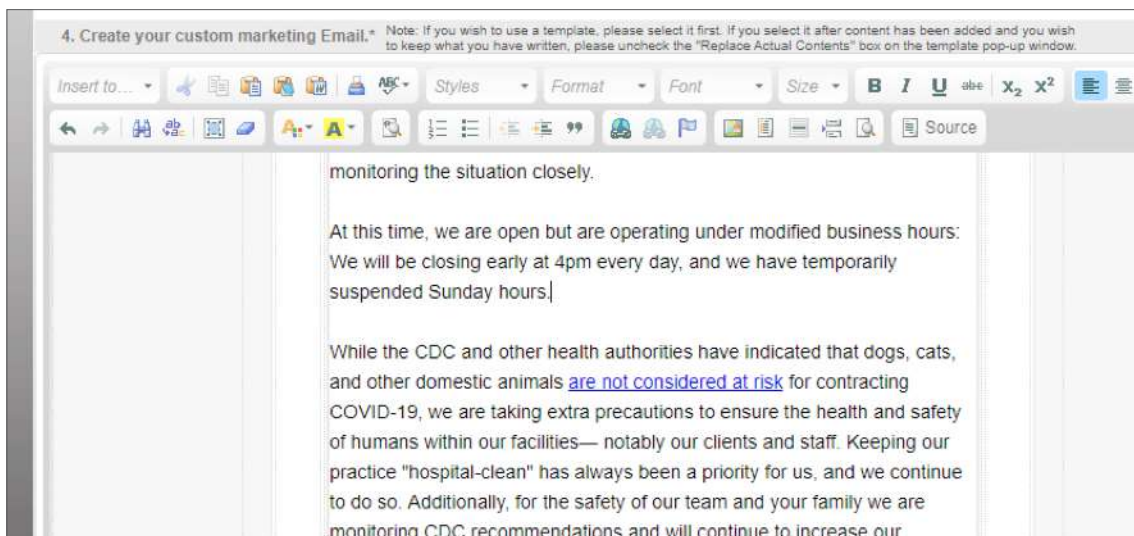 4. Create your custom marketing Email.* Note: If you wish to use a template, please select it first. If you select it after content has been added and you wish
to keep what you have written, please uncheck the "Replace Actual Contents" box on the template pop-up window.
Insert to... ABC Styles Format Font Size B I U abc X₂ X²
A A Source
monitoring the situation closely.
At this time, we are open but are operating under modified business hours:
We will be closing early at 4pm every day, and we have temporarily
suspended Sunday hours.
While the CDC and other health authorities have indicated that dogs, cats,
and other domestic animals are not considered at risk for contracting
COVID-19, we are taking extra precautions to ensure the health and safety
of humans within our facilities— notably our clients and staff. Keeping our
practice "hospital-clean" has always been a priority for us, and we continue
to do so. Additionally, for the safety of our team and your family we are
monitoring CDC recommendations and will continue to increase our